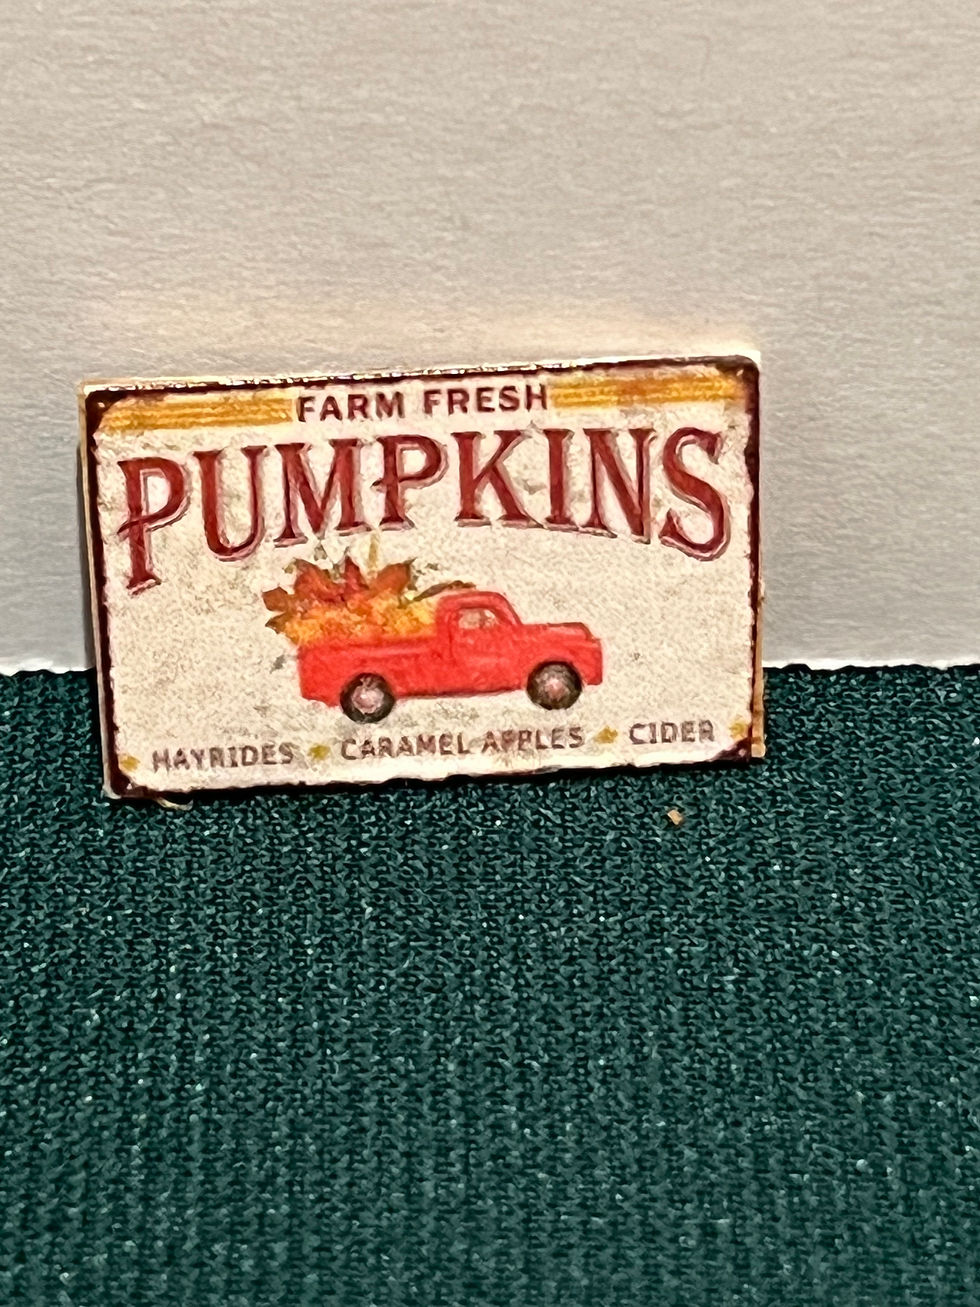 FARM FRESH
PUMPKINS
HAYRIDES CARAMEL APPLES CIDER